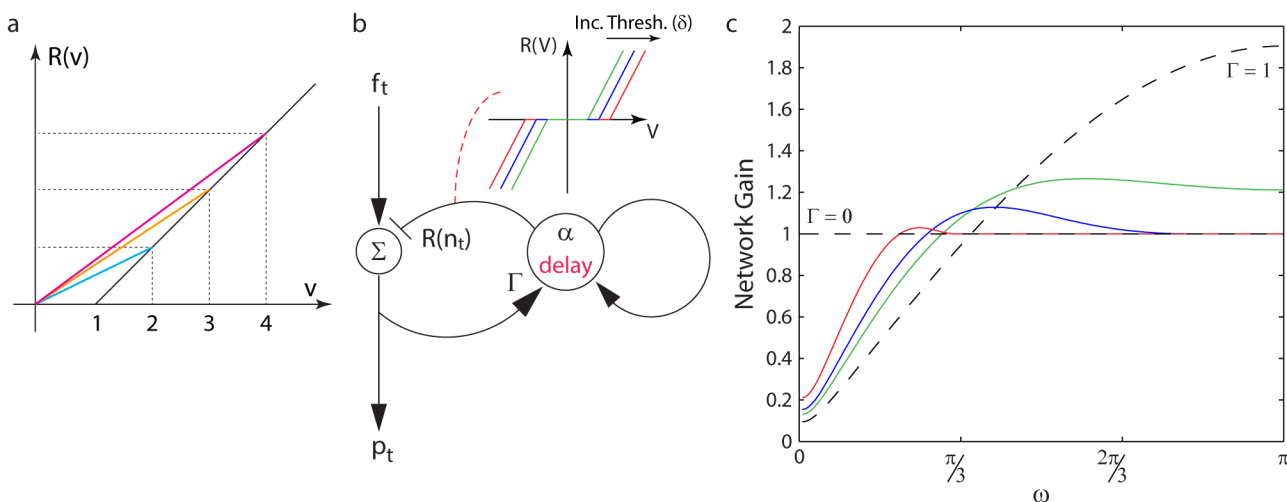 a
R(v)
v
1 2 3 4
b
Inc. Thresh. (δ)
R(V)
V
f_t
Σ
R(n_t)
α
delay
Γ
p_t
c
Network Gain
2
1.8
1.6
1.4
1.2
1
0.8
0.6
0.4
0.2
0
Γ = 1
Γ = 0
0 π/3 2π/3 π
ω